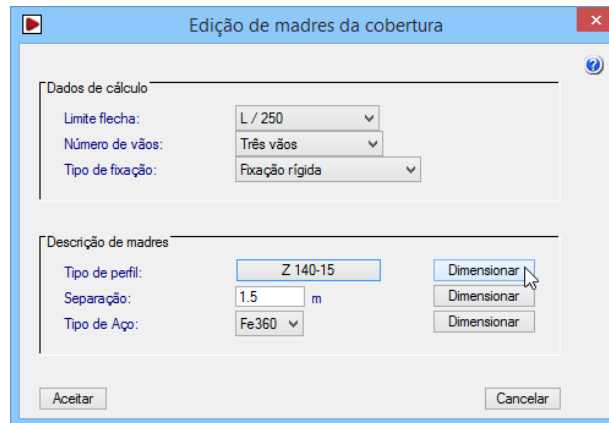 Edição de madres da cobertura
Dados de cálculo
Limite flecha: L / 250
Número de vãos: Três vãos
Tipo de fixação: Fixação rígida
Descrição de madres
Tipo de perfil: Z 140-15 Dimensionar
Separação: 1.5 m Dimensionar
Tipo de Aço: Fe360 Dimensionar
Aceitar Cancelar